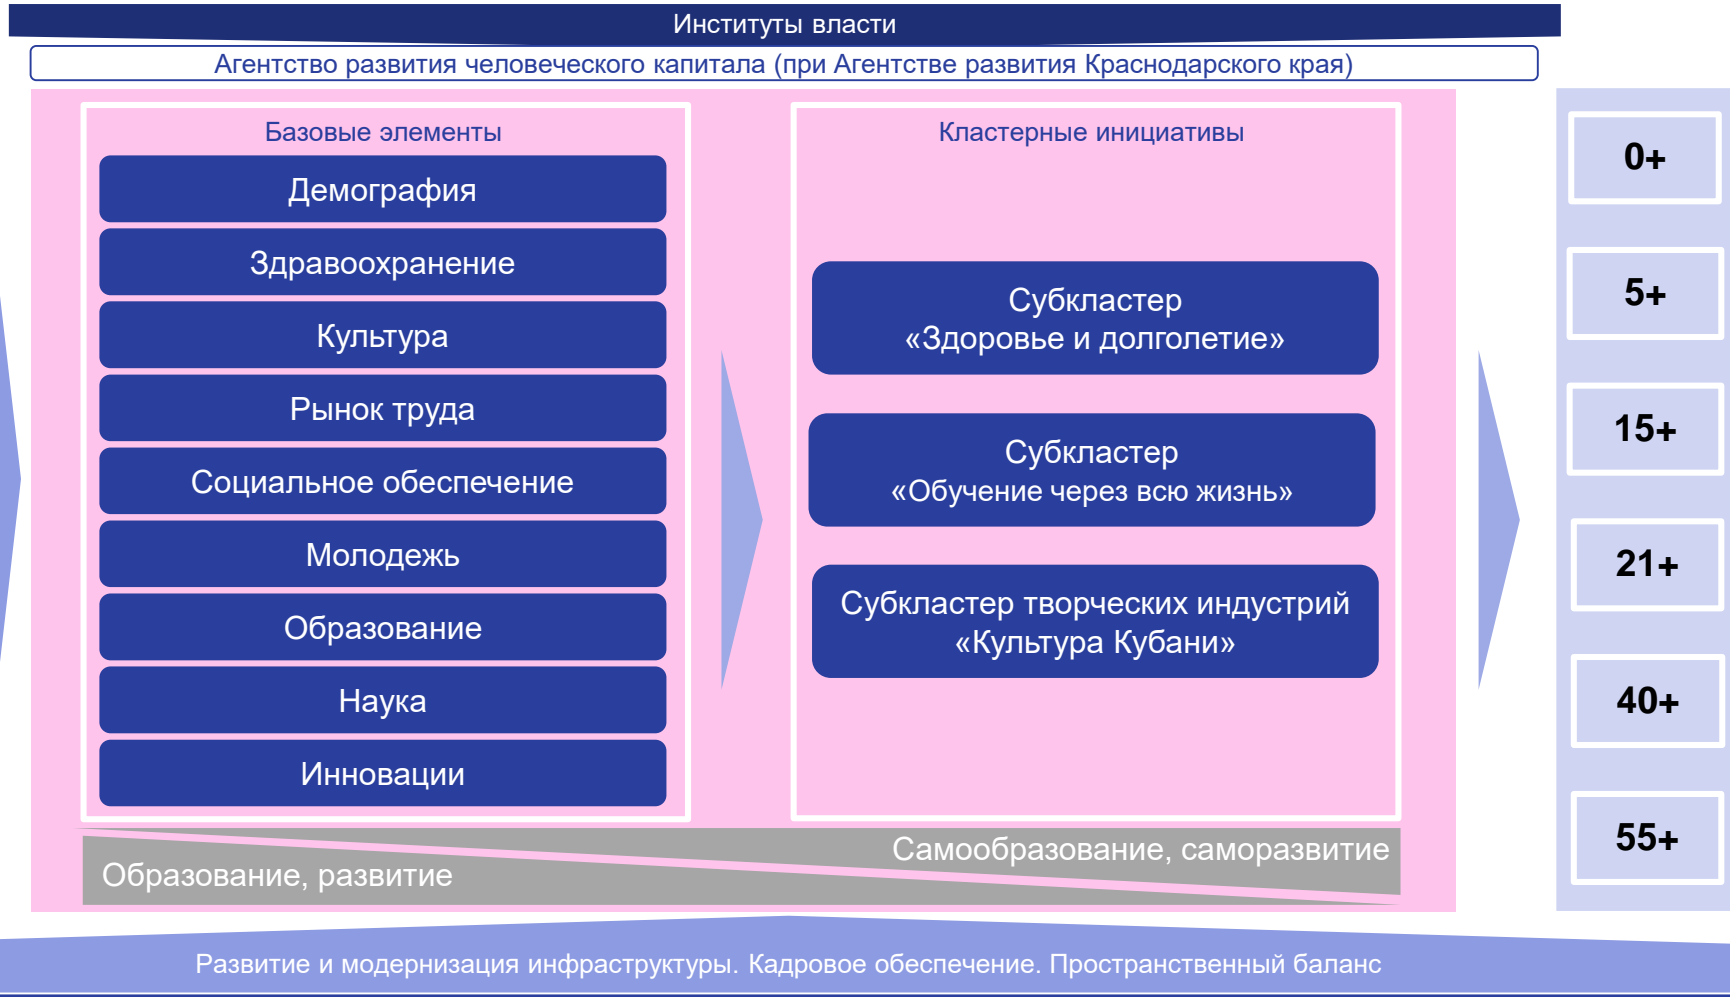 Институты власти
Агентство развития человеческого капитала (при Агентстве развития Краснодарского края)
Базовые элементы
Демография
Здравоохранение
Культура
Рынок труда
Социальное обеспечение
Молодежь
Образование
Наука
Инновации
Кластерные инициативы
Субкластер
«Здоровье и долголетие»
Субкластер
«Обучение через всю жизнь»
Субкластер творческих индустрий
«Культура Кубани»
Образование, развитие
Самообразование, саморазвитие
0+
5+
15+
21+
40+
55+
Развитие и модернизация инфраструктуры. Кадровое обеспечение. Пространственный баланс